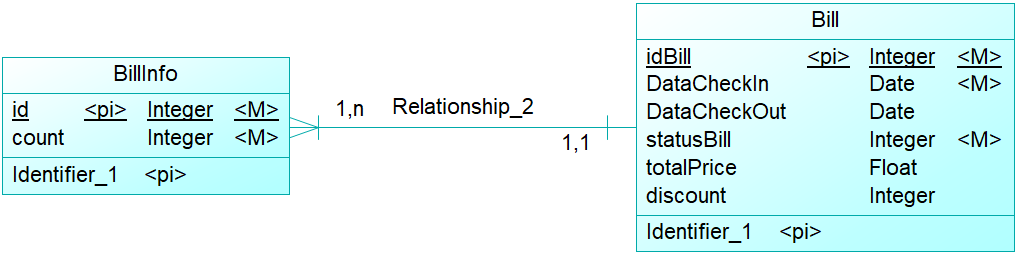 BillInfo
id <pi> Integer <M>
count Integer <M>
Identifier_1 <pi>
1,n
Relationship_2
1,1
Bill
idBill <pi> Integer <M>
DataCheckIn Date <M>
DataCheckOut Date
statusBill Integer <M>
totalPrice Float
discount Integer
Identifier_1 <pi>